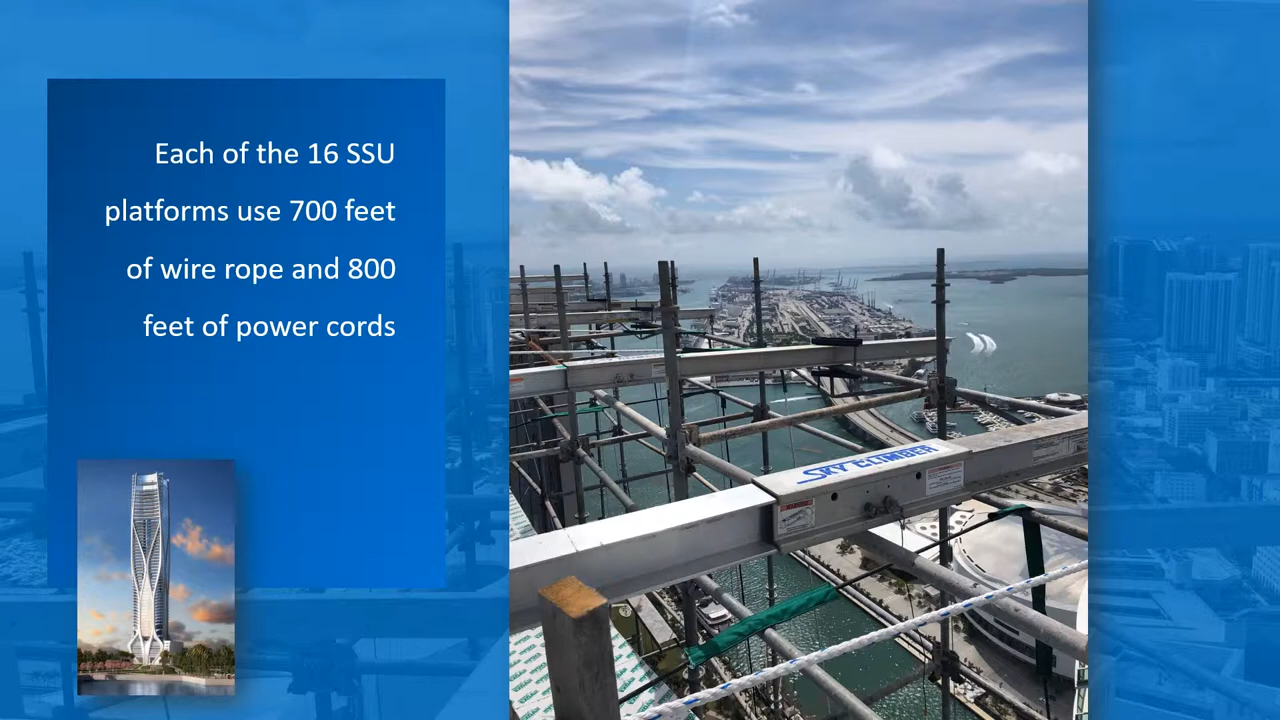 Each of the 16 SSU
platforms use 700 feet
of wire rope and 800
feet of power cords
SKY CLIMBER